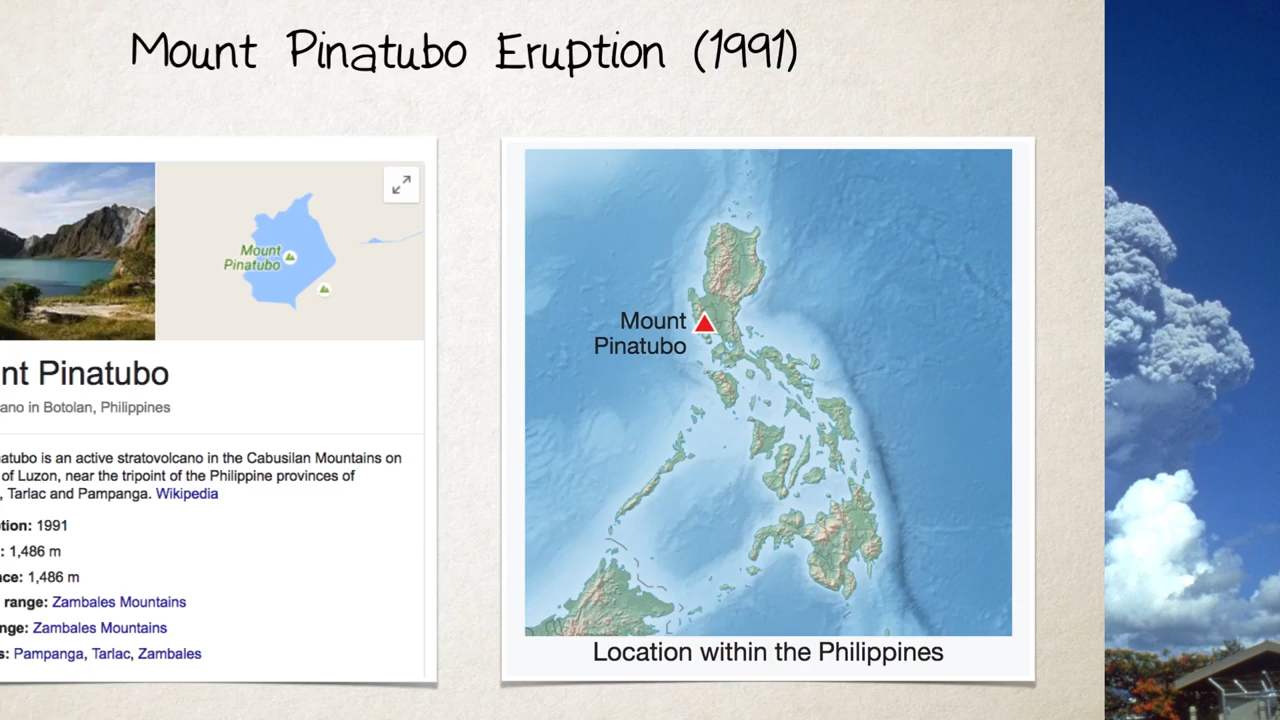 Mount Pinatubo Eruption (1991)
Mount
Pinatubo
nt Pinatubo
ano in Botolan, Philippines
atubo is an active stratovolcano in the Cabusilan Mountains on
of Luzon, near the tripoint of the Philippine provinces of
, Tarlac and Pampanga. Wikipedia
tion: 1991
: 1,486 m
nce: 1,486 m
range: Zambales Mountains
nge: Zambales Mountains
s: Pampanga, Tarlac, Zambales
Mount
Pinatubo
Location within the Philippines